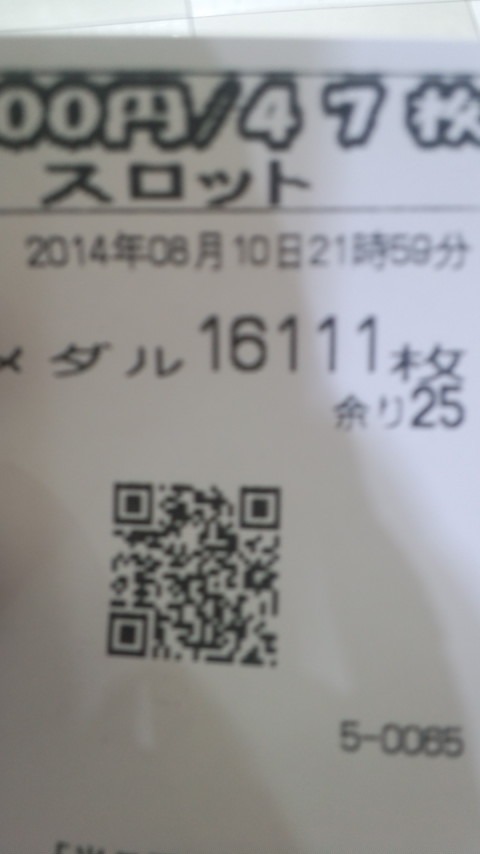 00円/47枚
スロット
2014年08月10日21時59分
メダル16111枚
余り25
5-0065